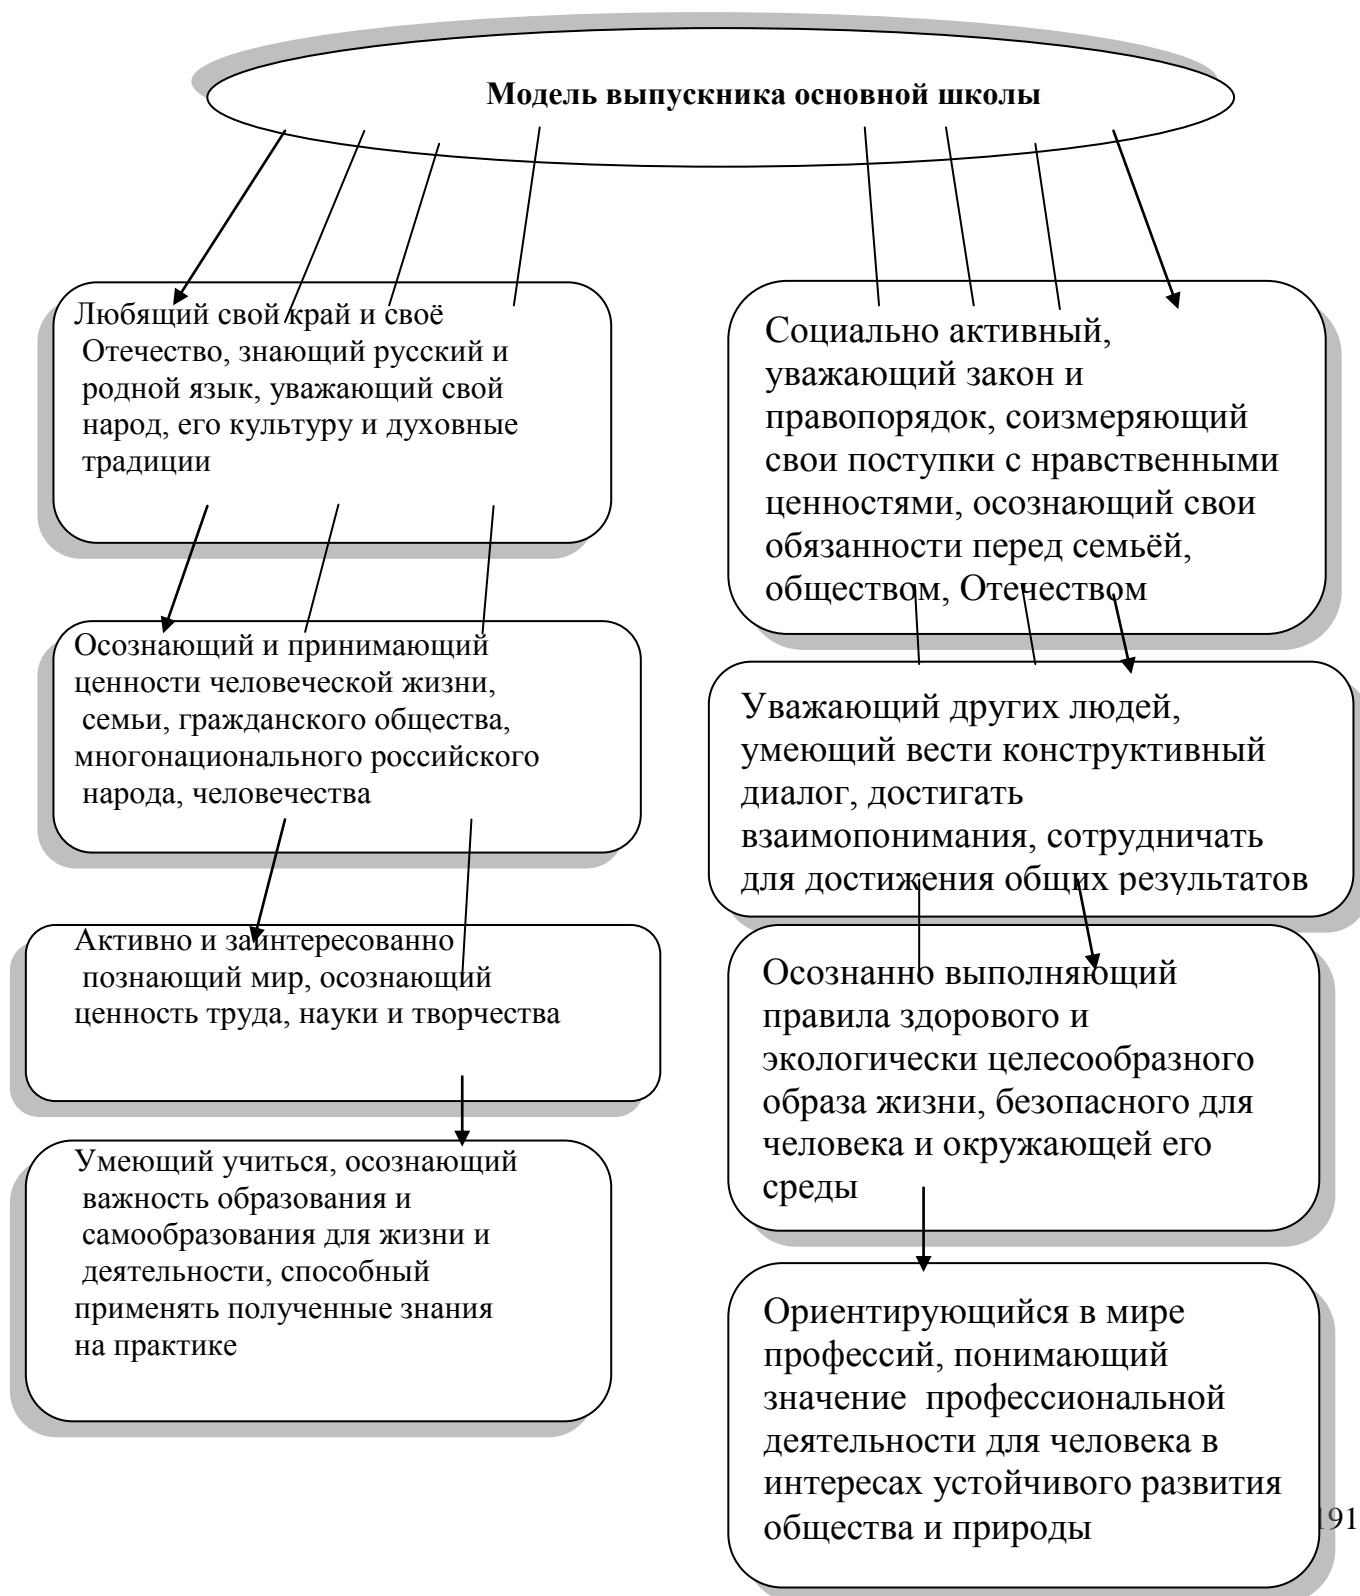 Модель выпускника основной школы
Любящий свой край и своё
Отечество, знающий русский и
родной язык, уважающий свой
народ, его культуру и духовные
традиции
Осознающий и принимающий
ценности человеческой жизни,
семьи, гражданского общества,
многонационального российского
народа, человечества
Активно и заинтересованно
познающий мир, осознающий
ценность труда, науки и творчества
Умеющий учиться, осознающий
важность образования и
самообразования для жизни и
деятельности, способный
применять полученные знания
на практике
Социально активный,
уважающий закон и
правопорядок, соизмеряющий
свои поступки с нравственными
ценностями, осознающий свои
обязанности перед семьёй,
обществом, Отечеством
Уважающий других людей,
умеющий вести конструктивный
диалог, достигать
взаимопонимания, сотрудничать
для достижения общих результатов
Осознанно выполняющий
правила здорового и
экологически целесообразного
образа жизни, безопасного для
человека и окружающей его
среды
Ориентирующийся в мире
профессий, понимающий
значение  профессиональной
деятельности для человека в
интересах устойчивого развития
общества и природы
191